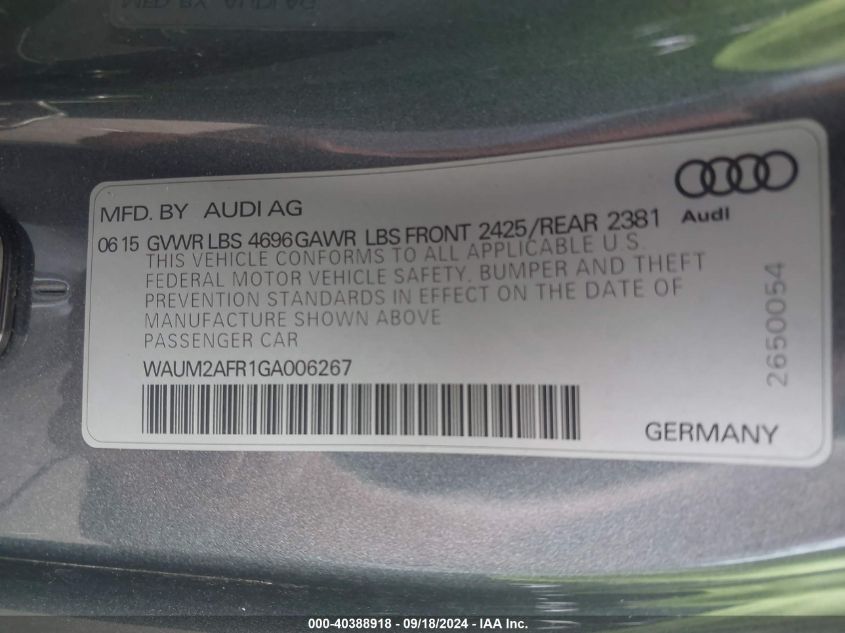 MFD. BY AUDI AG
Audi
06 15 GVWR LBS 4696 GAWR LBS FRONT 2425/REAR 2381
THIS VEHICLE CONFORMS TO ALL APPLICABLE U.S.
FEDERAL MOTOR VEHICLE SAFETY, BUMPER AND THEFT
PREVENTION STANDARDS IN EFFECT ON THE DATE OF
MANUFACTURE SHOWN ABOVE
PASSENGER CAR
WAUM2AFR1GA006267
2650054
GERMANY
000-40388918 - 09/18/2024 - IAA Inc.